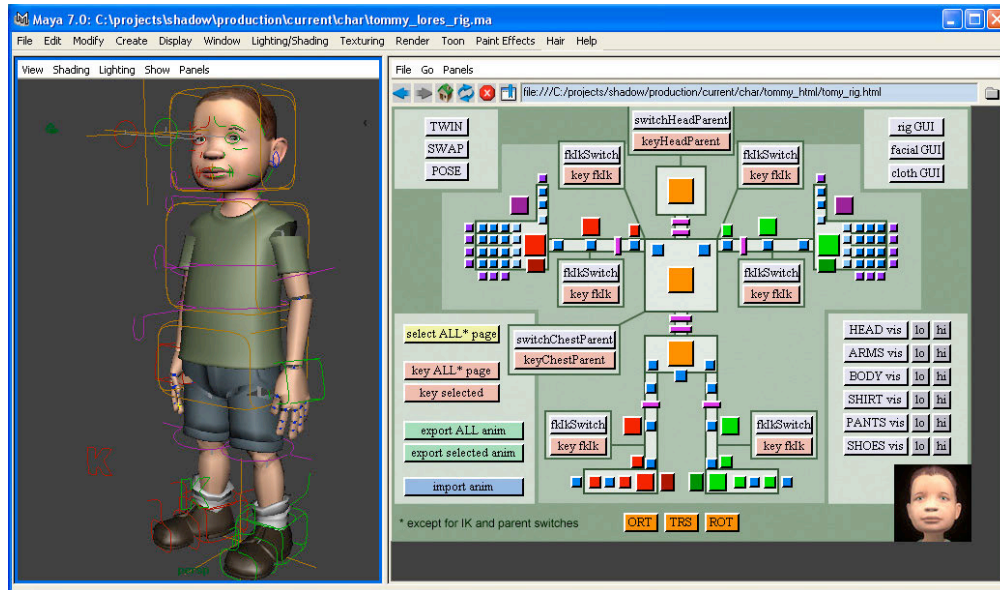 Maya 7.0: C:\projects\shadow\production\current\char\tommy_lores_rig.ma
File Edit Modify Create Display Window Lighting/Shading Texturing Render Toon Paint Effects Hair Help
View Shading Lighting Show Panels
IK
File Go Panels
file:///C:/projects/shadow/production/current/char/tommy_html/tomy_rig.html
TWIN
SWAP
POSE
switchHeadParent
keyHeadParent
fkIkSwitch
key fkIk
fkIkSwitch
key fkIk
rig GUI
facial GUI
cloth GUI
fkIkSwitch
key fkIk
fkIkSwitch
key fkIk
select ALL* page
key ALL* page
key selected
export ALL anim
export selected anim
import anim
switchChestParent
keyChestParent
fkIkSwitch
key fkIk
fkIkSwitch
key fkIk
HEAD vis lo hi
ARMS vis lo hi
BODY vis lo hi
SHIRT vis lo hi
PANTS vis lo hi
SHOES vis lo hi
* except for IK and parent switches
ORT TRS ROT